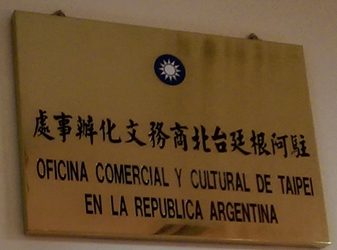 駐阿根廷台北商務文化辦事處
OFICINA COMERCIAL Y CULTURAL DE TAIPEI
EN LA REPUBLICA ARGENTINA